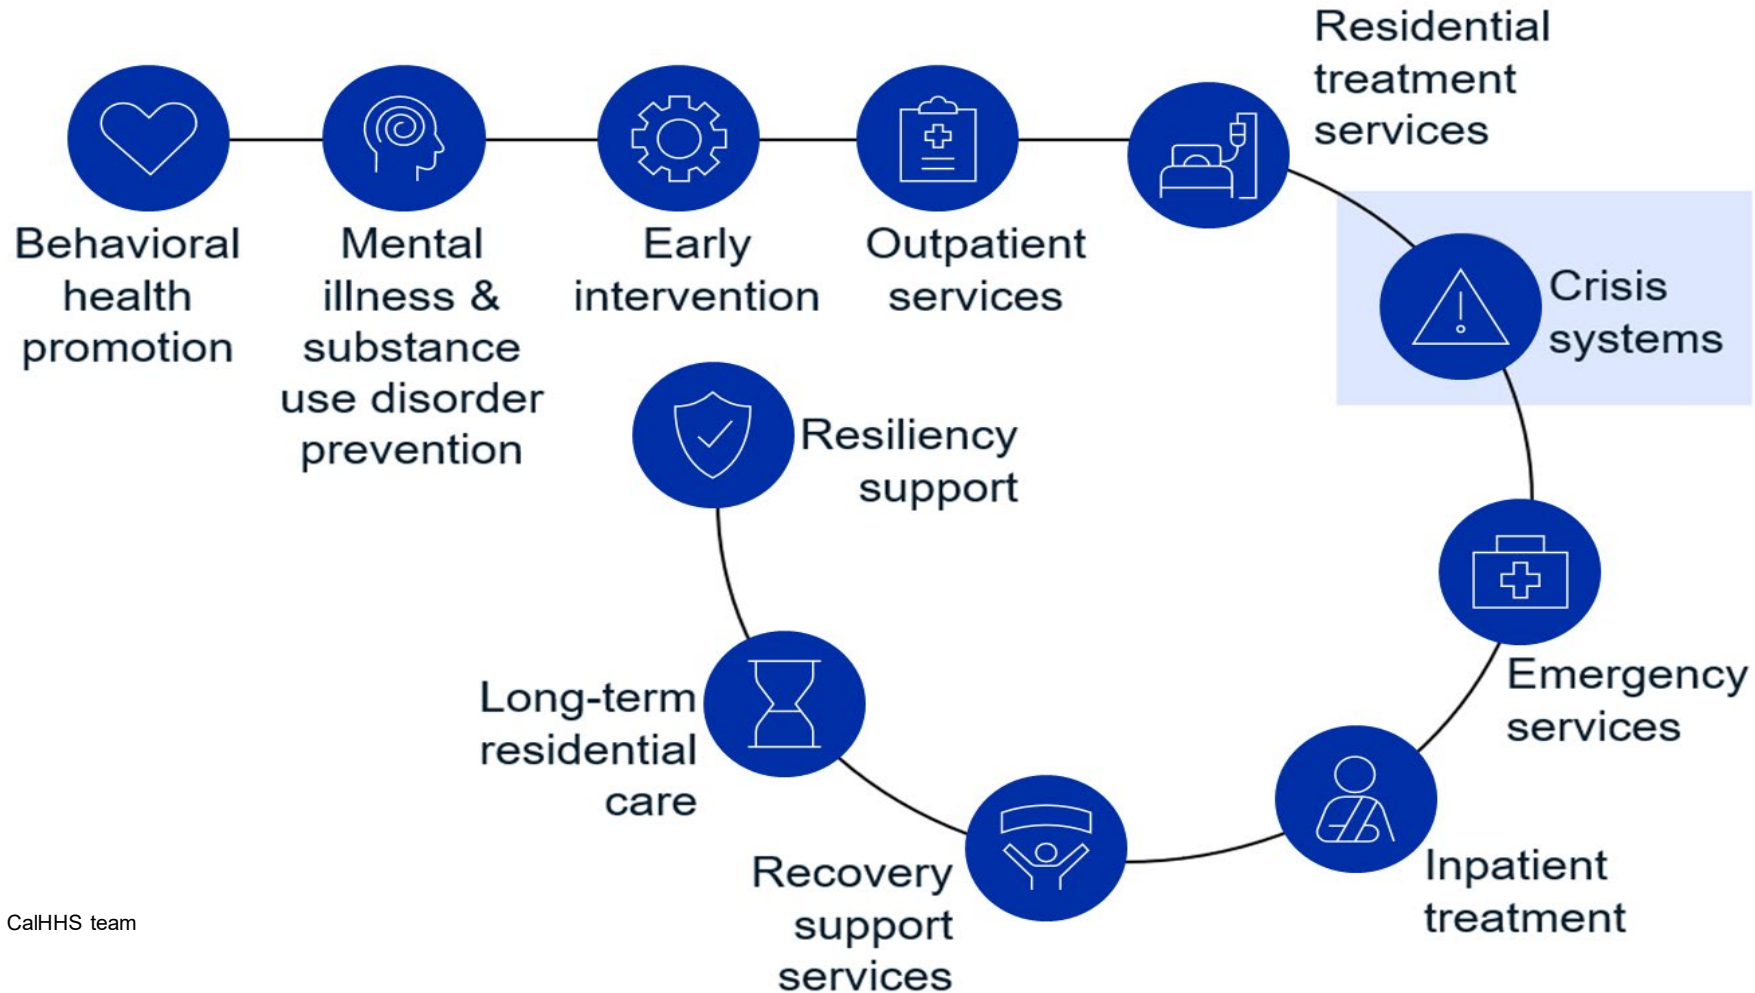 Behavioral
health
promotion
Mental
illness &
substance
use disorder
prevention
Early
intervention
Outpatient
services
Residential
treatment
services
Crisis
systems
Emergency
services
Inpatient
treatment
Recovery
support
services
Long-term
residential
care
Resiliency
support
CalHHS team